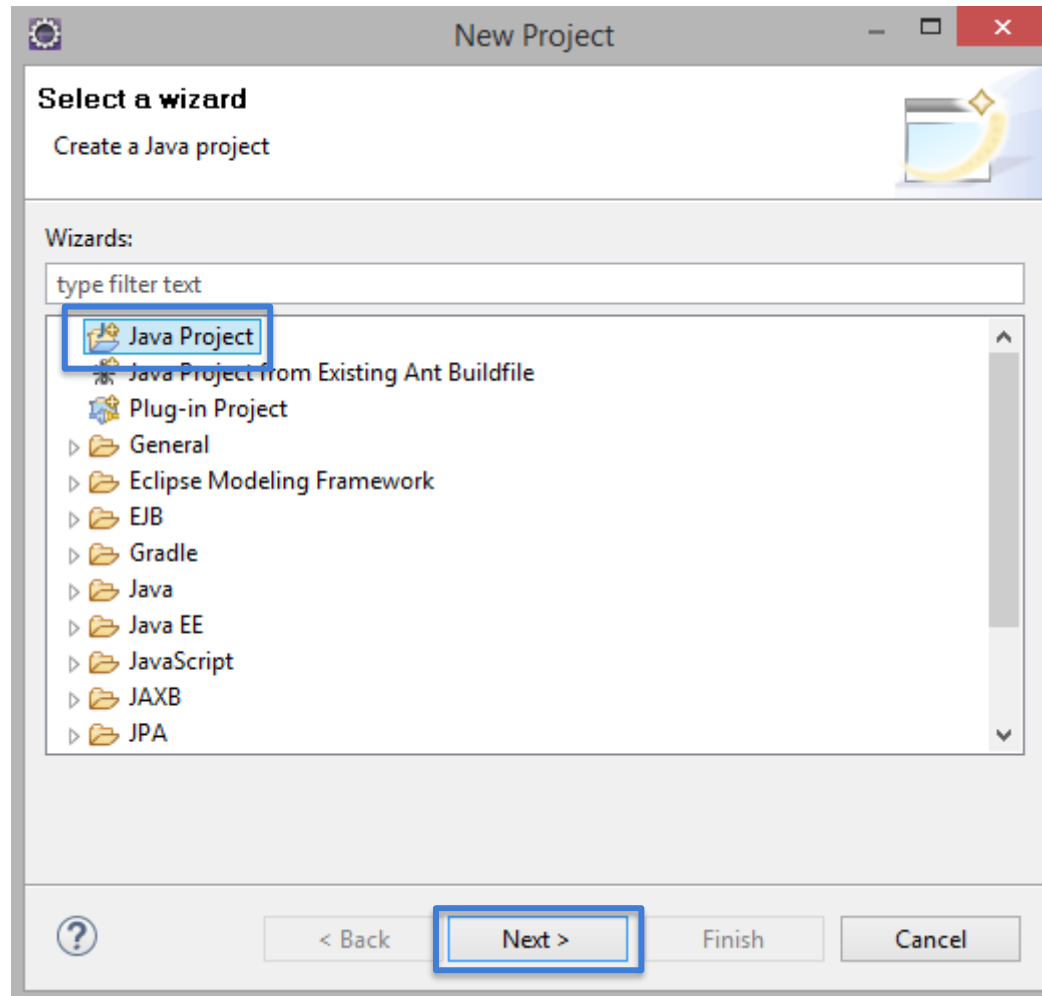 New Project
Select a wizard
Create a Java project
Wizards:
type filter text
Java Project
Java Project from Existing Ant Buildfile
Plug-in Project
General
Eclipse Modeling Framework
EJB
Gradle
Java
Java EE
JavaScript
JAXB
JPA
? < Back Next > Finish Cancel